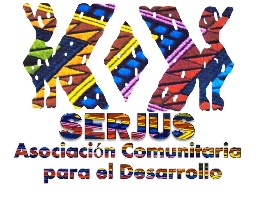 SERJUS
Asociación Comunitaria
para el Desarrollo